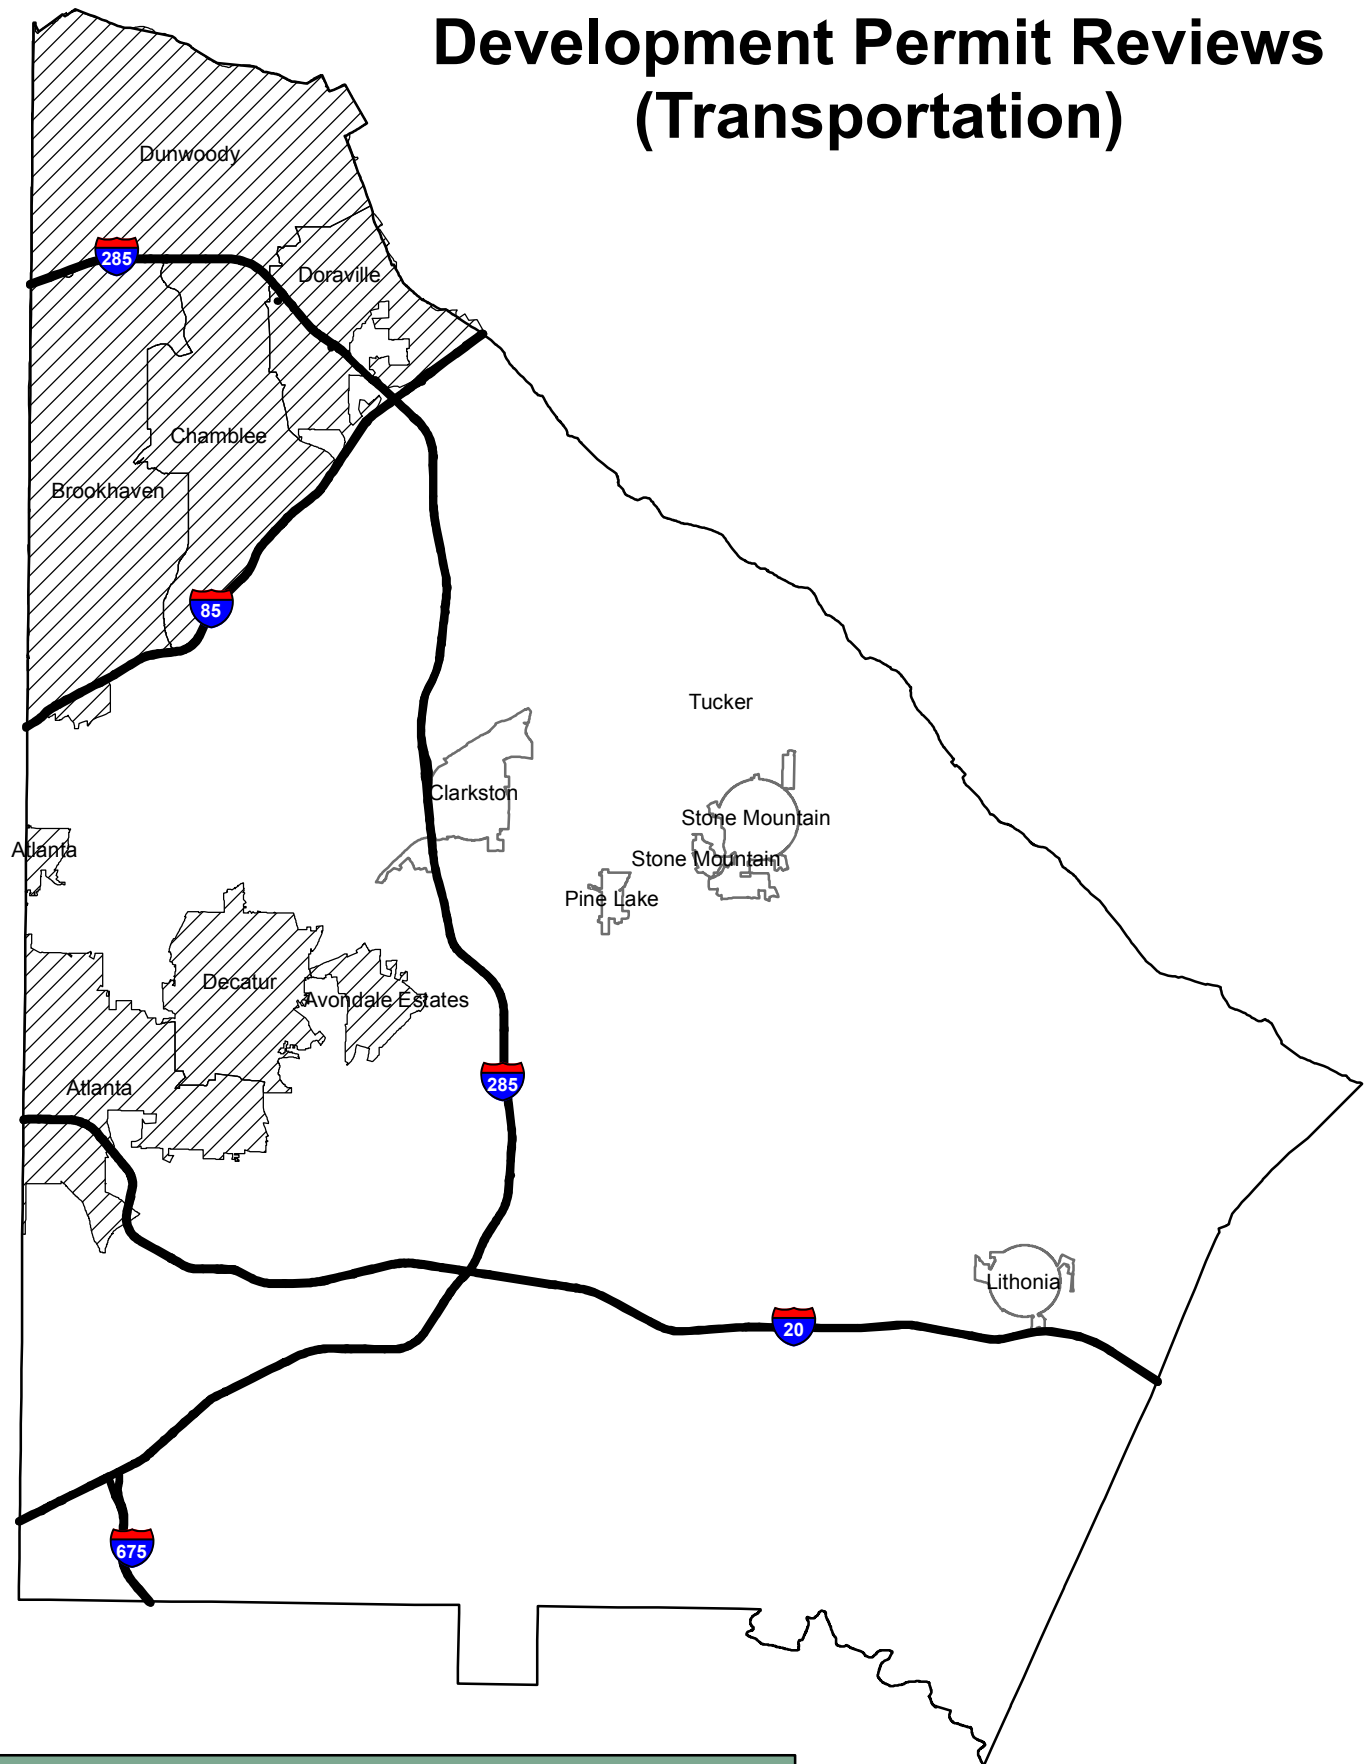 Development Permit Reviews
(Transportation)
Dunwoody
285
Doraville
Chamblee
Brookhaven
85
Tucker
Clarkston
Stone Mountain
Atlanta
Stone Mountain
Pine Lake
Decatur
Avondale Estates
285
Atlanta
Lithonia
20
675